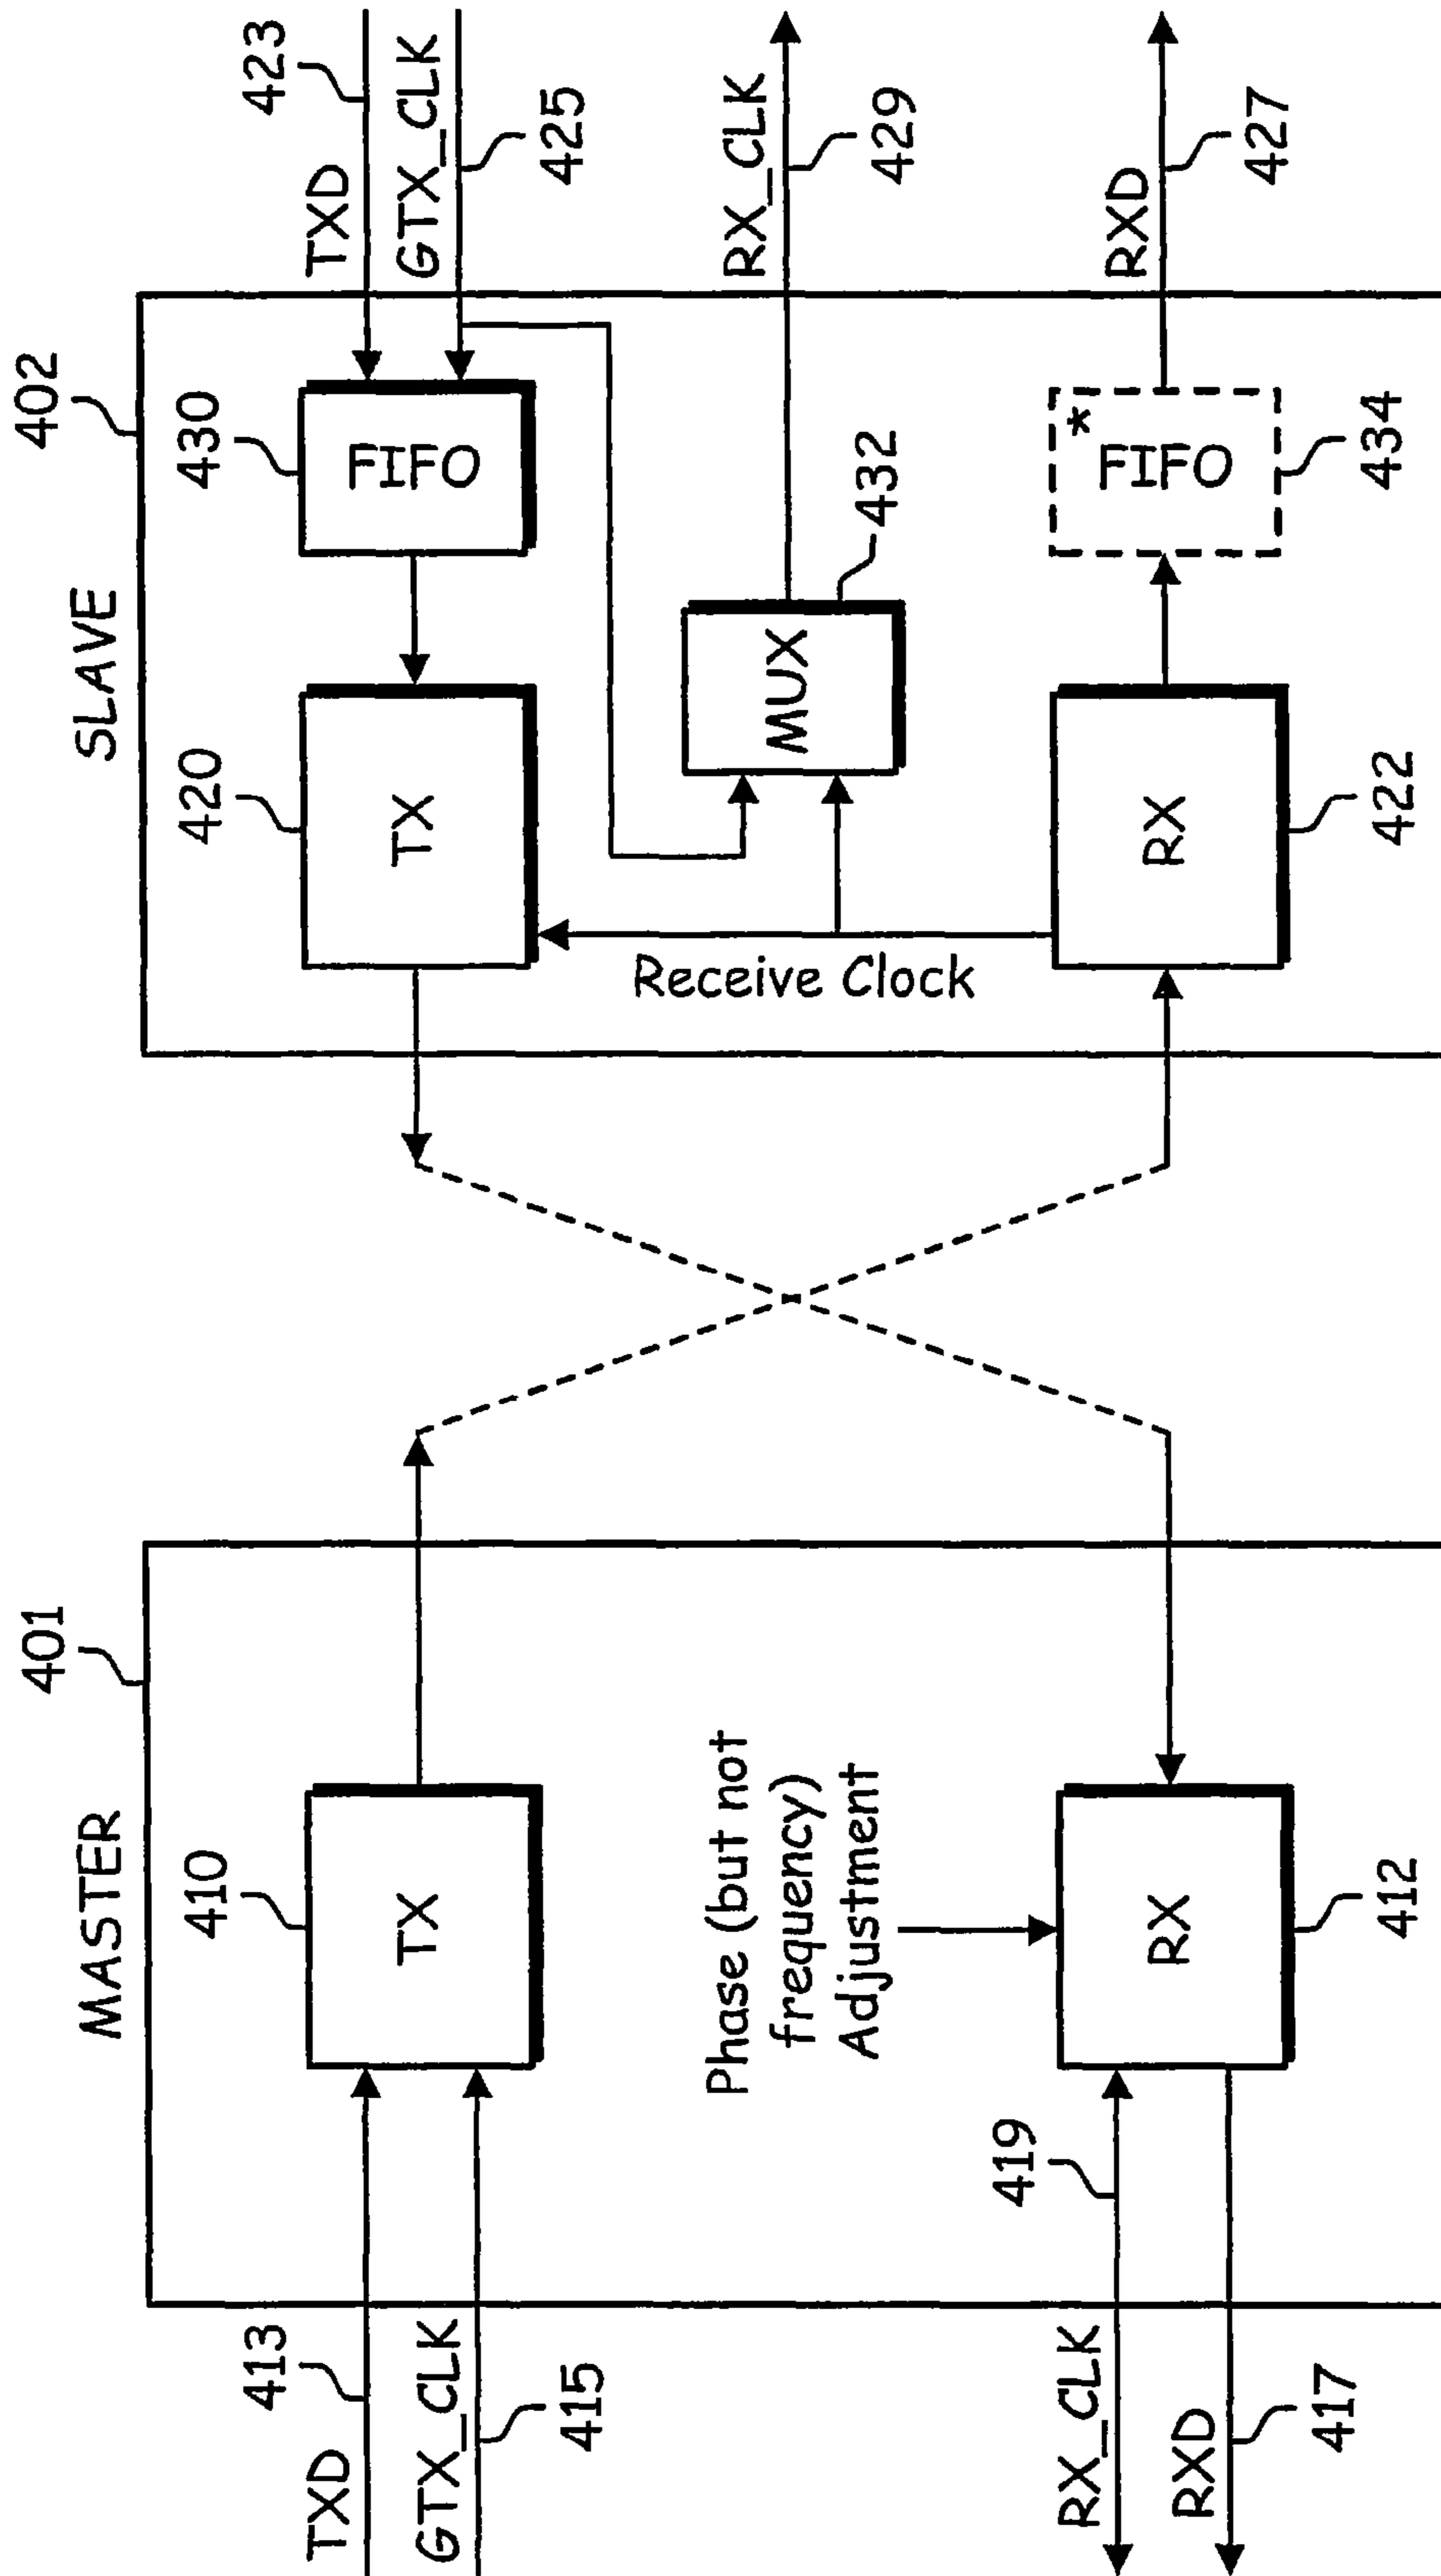 401
MASTER
402
SLAVE
413
TXD
GTX_CLK
415
410
TX
Phase (but not
frequency)
Adjustment
419
RX_CLK
RXD
417
RX
412
420
TX
430
FIFO
423
TXD
GTX_CLK
425
MUX
432
RX_CLK
429
Receive Clock
RX
422
*
FIFO
434
RXD
427